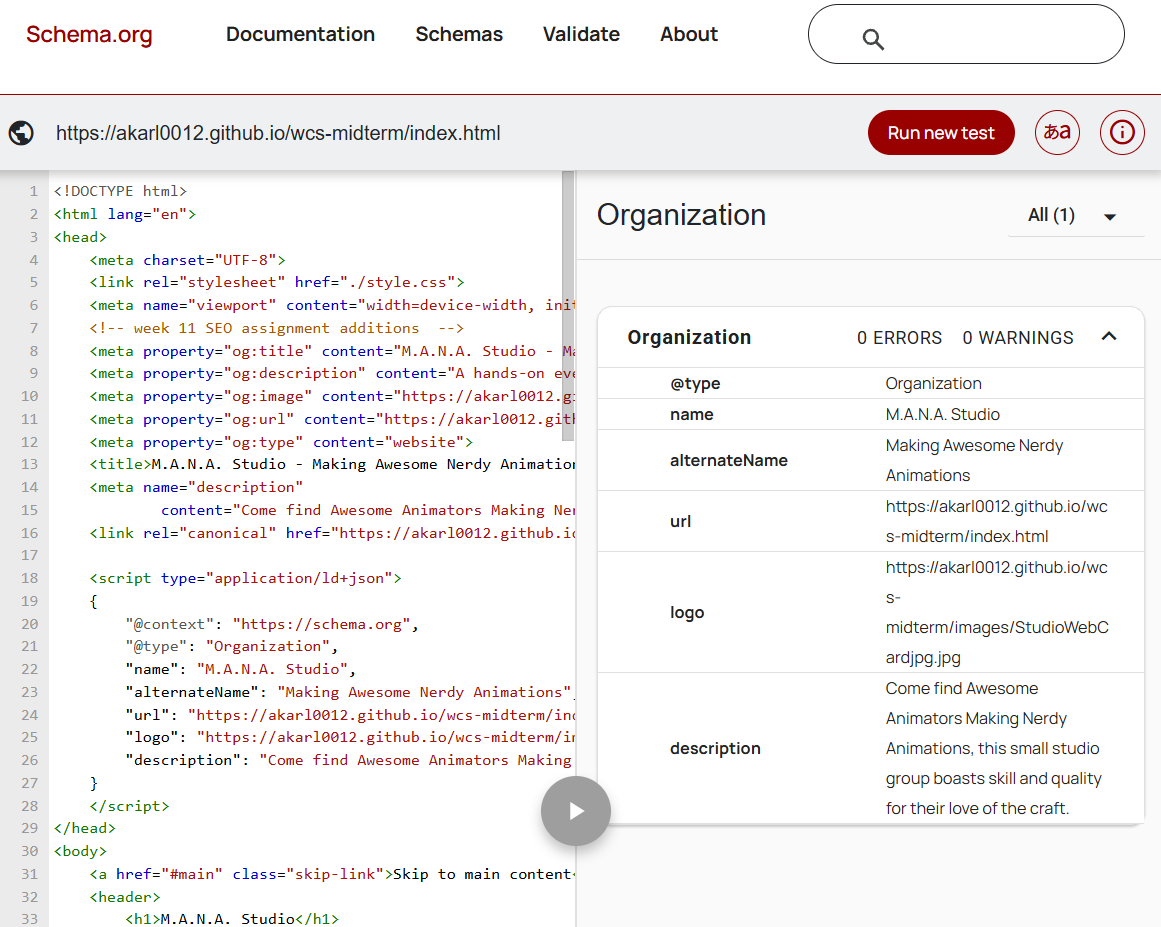 Schema.org Documentation Schemas Validate About
https://akarl0012.github.io/wcs-midterm/index.html Run new test あa
1 <!DOCTYPE html>
2 <html lang="en">
3 <head>
4 <meta charset="UTF-8">
5 <link rel="stylesheet" href="./style.css">
6 <meta name="viewport" content="width=device-width, init
7 <!-- week 11 SEO assignment additions  -->
8 <meta property="og:title" content="M.A.N.A. Studio - Ma
9 <meta property="og:description" content="A hands-on eve
10 <meta property="og:image" content="https://akarl0012.gi
11 <meta property="og:url" content="https://akarl0012.gith
12 <meta property="og:type" content="website">
13 <title>M.A.N.A. Studio - Making Awesome Nerdy Animation
14 <meta name="description"
15 content="Come find Awesome Animators Making Ner
16 <link rel="canonical" href="https://akarl0012.github.io
17
18 <script type="application/ld+json">
19 {
20 "@context": "https://schema.org",
21 "@type": "Organization",
22 "name": "M.A.N.A. Studio",
23 "alternateName": "Making Awesome Nerdy Animations",
24 "url": "https://akarl0012.github.io/wcs-midterm/ind
25 "logo": "https://akarl0012.github.io/wcs-midterm/im
26 "description": "Come find Awesome Animators Making
27 }
28 </script>
29 </head>
30 <body>
31 <a href="#main" class="skip-link">Skip to main content<
32 <header>
33 <h1>M.A.N.A. Studio</h1>
Organization All (1)
Organization 0 ERRORS 0 WARNINGS
@type Organization
name M.A.N.A. Studio
alternateName Making Awesome Nerdy
Animations
url https://akarl0012.github.io/wc
s-midterm/index.html
logo https://akarl0012.github.io/wc
s-
midterm/images/StudioWebC
ardjpg.jpg
description Come find Awesome
Animators Making Nerdy
Animations, this small studio
group boasts skill and quality
for their love of the craft.